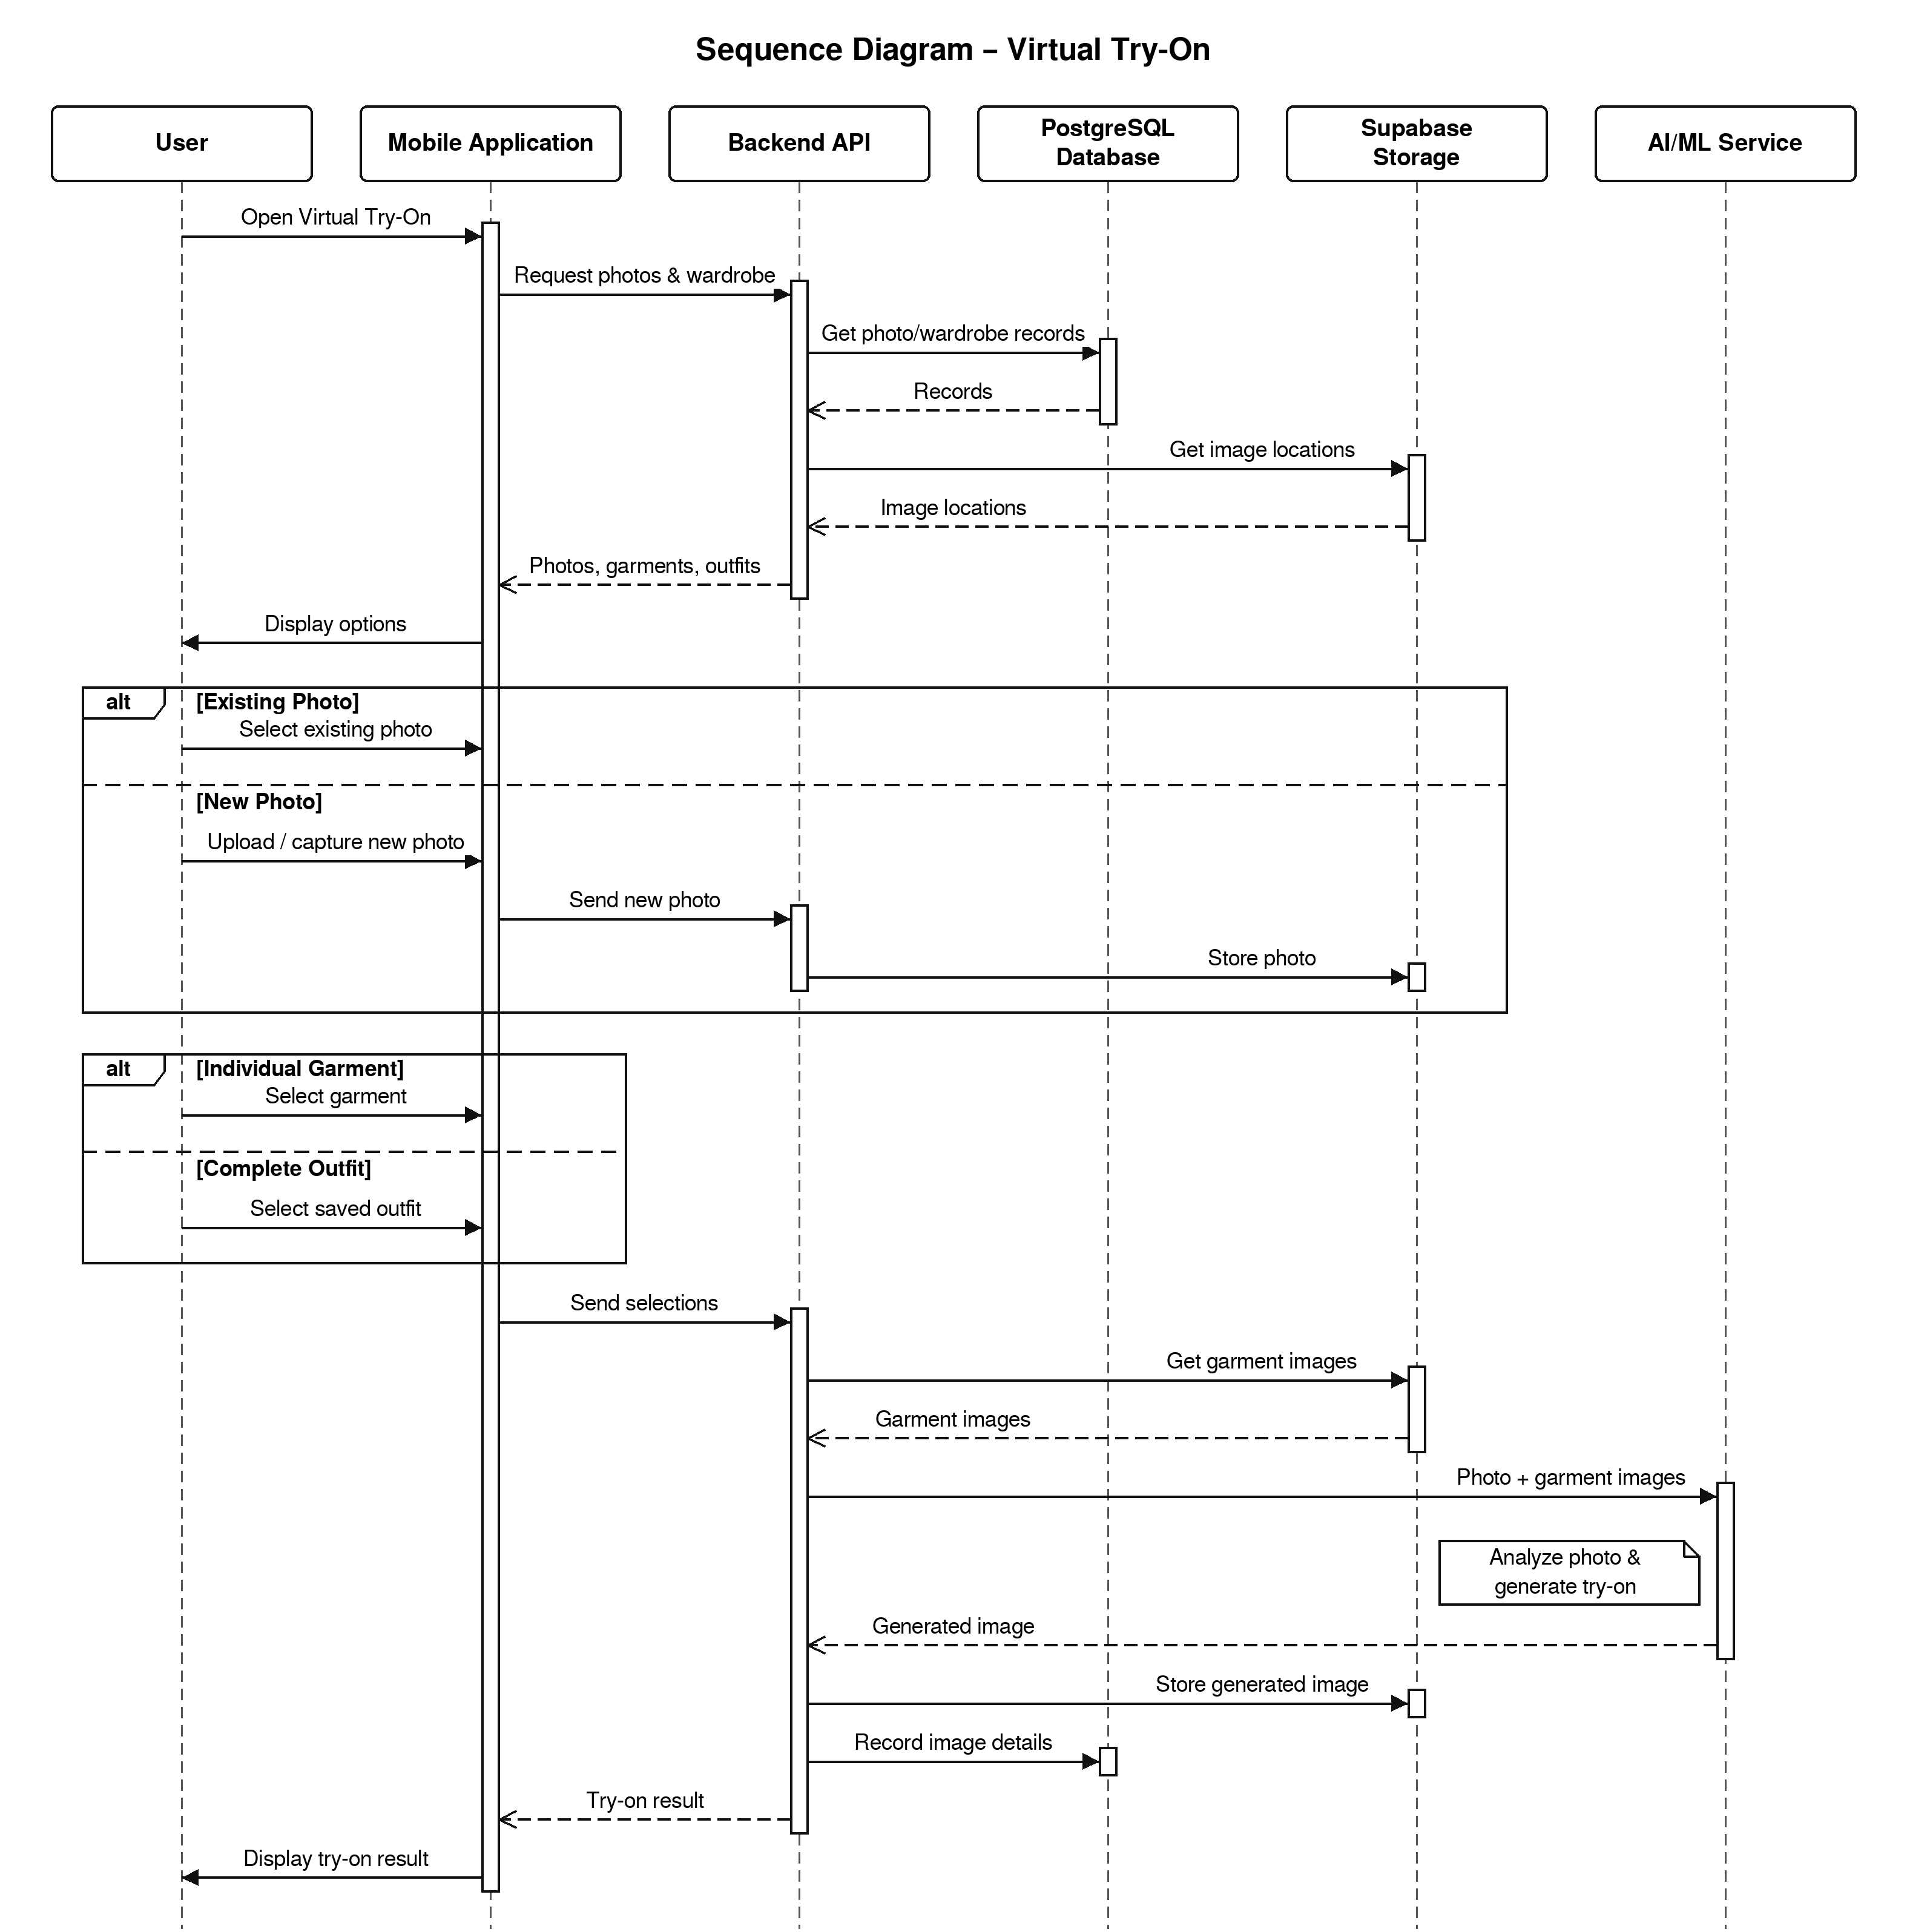 Sequence Diagram – Virtual Try-On
User
Mobile Application
Backend API
PostgreSQL
Database
Supabase
Storage
AI/ML Service
Open Virtual Try-On
Request photos & wardrobe
Get photo/wardrobe records
Records
Get image locations
Image locations
Photos, garments, outfits
Display options
alt
[Existing Photo]
Select existing photo
[New Photo]
Upload / capture new photo
Send new photo
Store photo
alt
[Individual Garment]
Select garment
[Complete Outfit]
Select saved outfit
Send selections
Get garment images
Garment images
Photo + garment images
Analyze photo &
generate try-on
Generated image
Store generated image
Record image details
Try-on result
Display try-on result